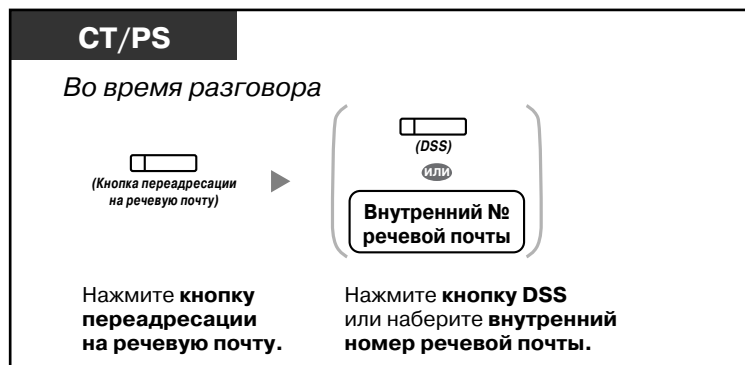 CT/PS
Во время разговора
(Кнопка переадресации
на речевую почту)
(DSS)
или
Внутренний №
речевой почты
Нажмите кнопку
переадресации
на речевую почту.
Нажмите кнопку DSS
или наберите внутренний
номер речевой почты.